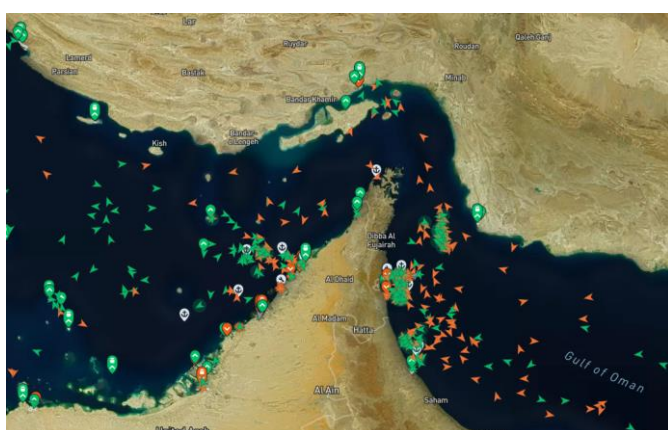 Lar
Qaleh Ganj
Ruydar
Roudan
Lamerd
Parsian
Bastak
Minab
Bandar Khamir
Bandar-
e Lengeh
Kish
Dibba Al
Fujairah
Al Dhaid
Al Madam
Hatta
Gulf of Oman
Al Ain
Saham